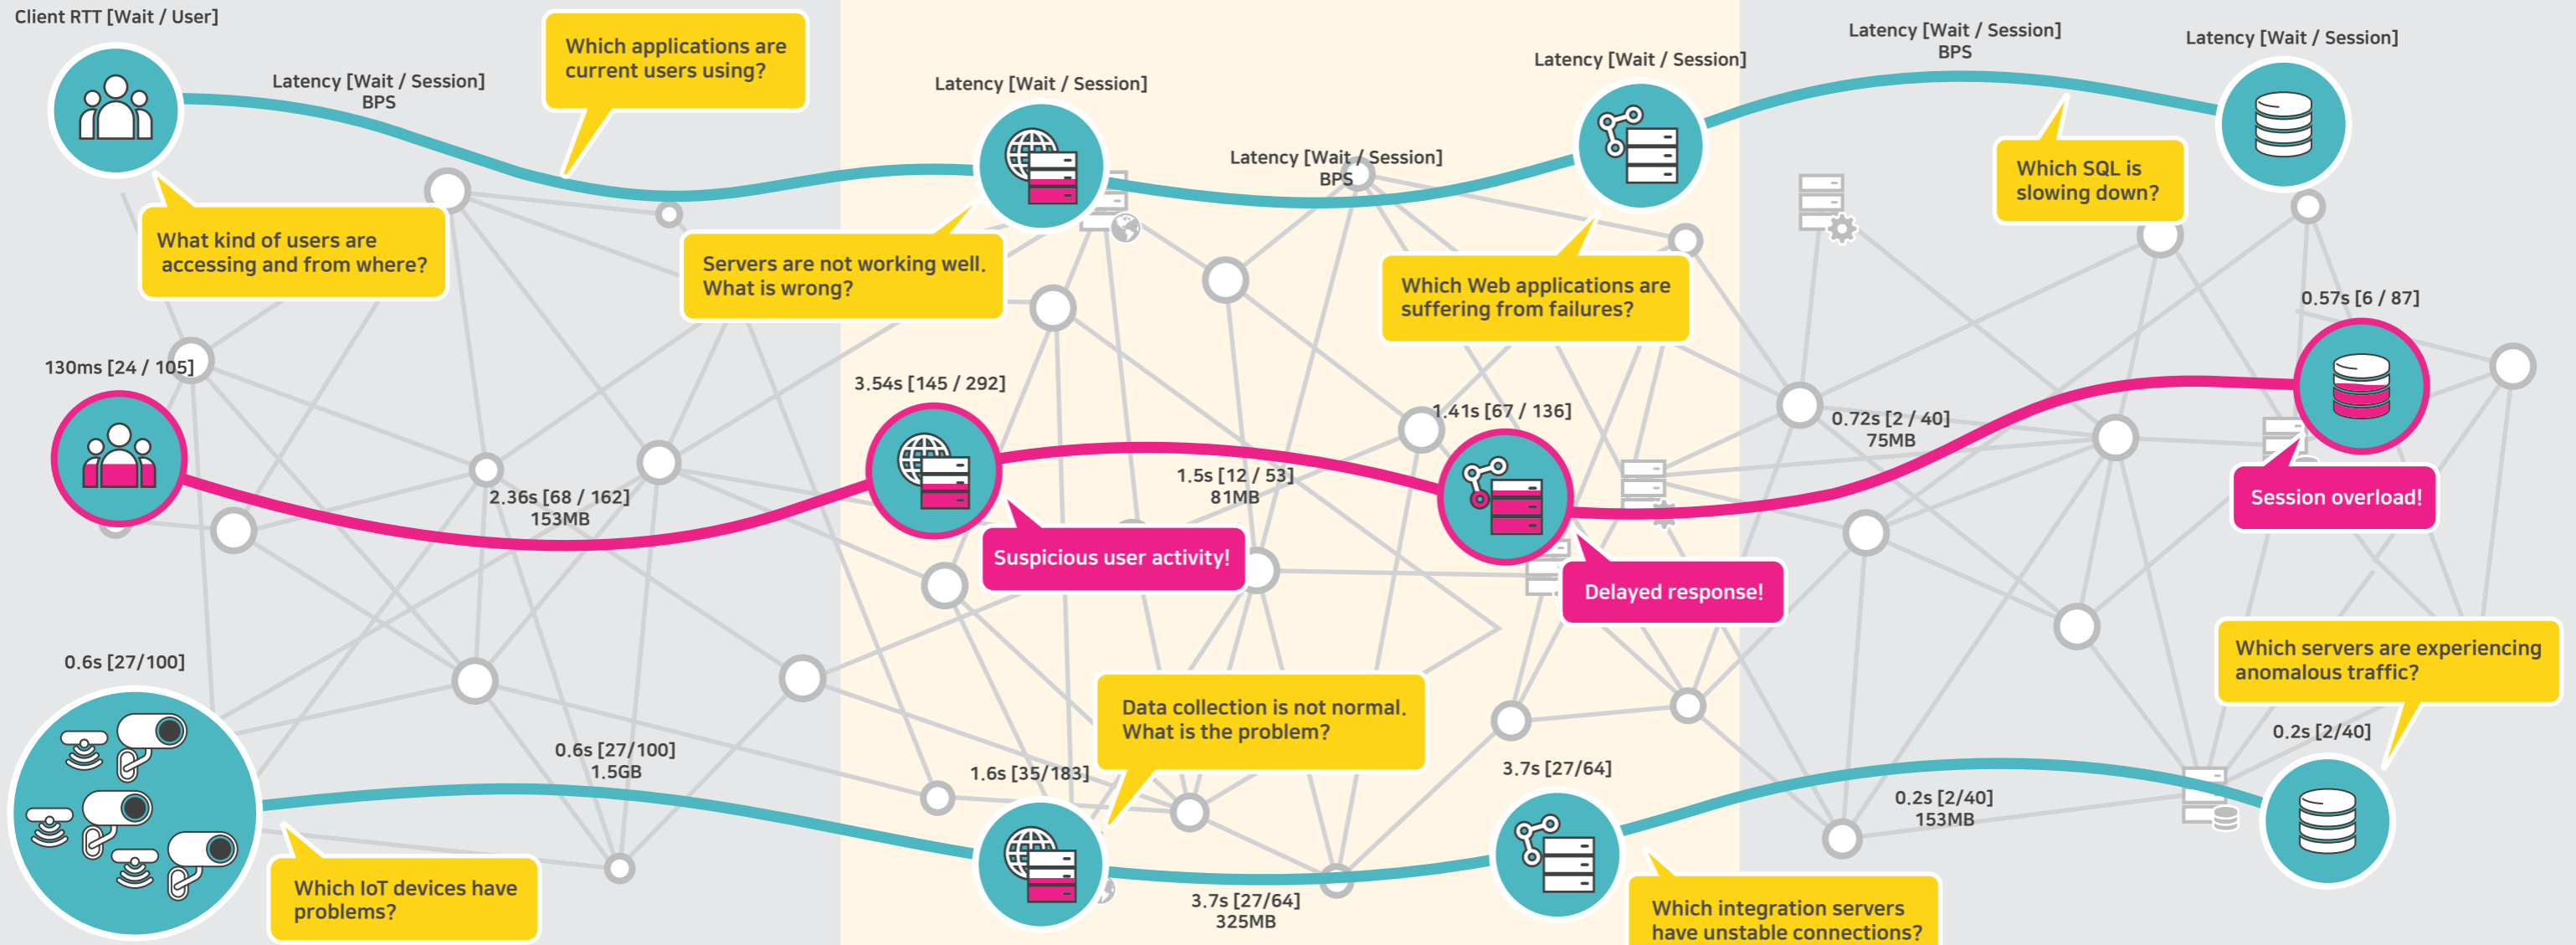 Client RTT [Wait / User]
Latency [Wait / Session]
BPS
Which applications are
current users using?
Latency [Wait / Session]
Latency [Wait / Session]
BPS
Latency [Wait / Session]
Latency [Wait / Session]
BPS
Latency [Wait / Session]
What kind of users are
accessing and from where?
Servers are not working well.
What is wrong?
Which Web applications are
suffering from failures?
Which SQL is
slowing down?
130ms [24 / 105]
2.36s [68 / 162]
153MB
3.54s [145 / 292]
Suspicious user activity!
1.5s [12 / 53]
81MB
1.41s [67 / 136]
Delayed response!
0.72s [2 / 40]
75MB
0.57s [6 / 87]
Session overload!
0.6s [27/100]
Which IoT devices have
problems?
0.6s [27/100]
1.5GB
Data collection is not normal.
What is the problem?
1.6s [35/183]
3.7s [27/64]
325MB
3.7s [27/64]
Which integration servers
have unstable connections?
0.2s [2/40]
153MB
Which servers are experiencing
anomalous traffic?
0.2s [2/40]